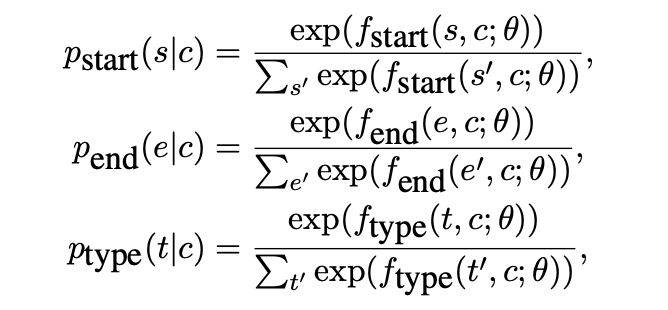 p_start(s|c) = exp(f_start(s, c; θ)) / ∑_s′ exp(f_start(s′, c; θ)),
p_end(e|c) = exp(f_end(e, c; θ)) / ∑_e′ exp(f_end(e′, c; θ)),
p_type(t|c) = exp(f_type(t, c; θ)) / ∑_t′ exp(f_type(t′, c; θ)),